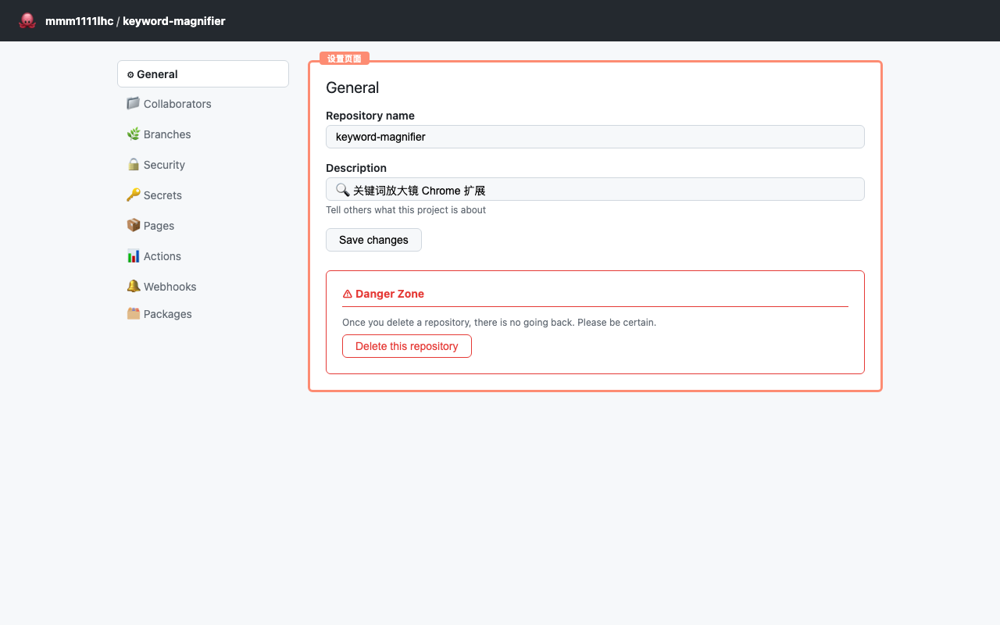 mmm1111lhc / keyword-magnifier
General
Collaborators
Branches
Security
Secrets
Pages
Actions
Webhooks
Packages
设置页面
General
Repository name
keyword-magnifier
Description
关键词放大镜 Chrome 扩展
Tell others what this project is about
Save changes
Danger Zone
Once you delete a repository, there is no going back. Please be certain.
Delete this repository